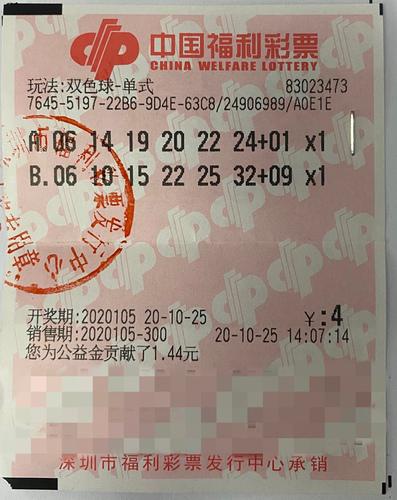 中国福利彩票
CHINA WELFARE LOTTERY
玩法:双色球-单式 83023473
7645-5197-22B6-9D4E-63C8/24906989/A0E1E
A.06 14 19 20 22 24+01 x1
B.06 10 15 22 25 32+09 x1
开奖期:2020105 20-10-25 ¥:4
销售期:2020105-300 20-10-25 14:07:14
您为公益金贡献了1.44元
深圳市福利彩票发行中心承销